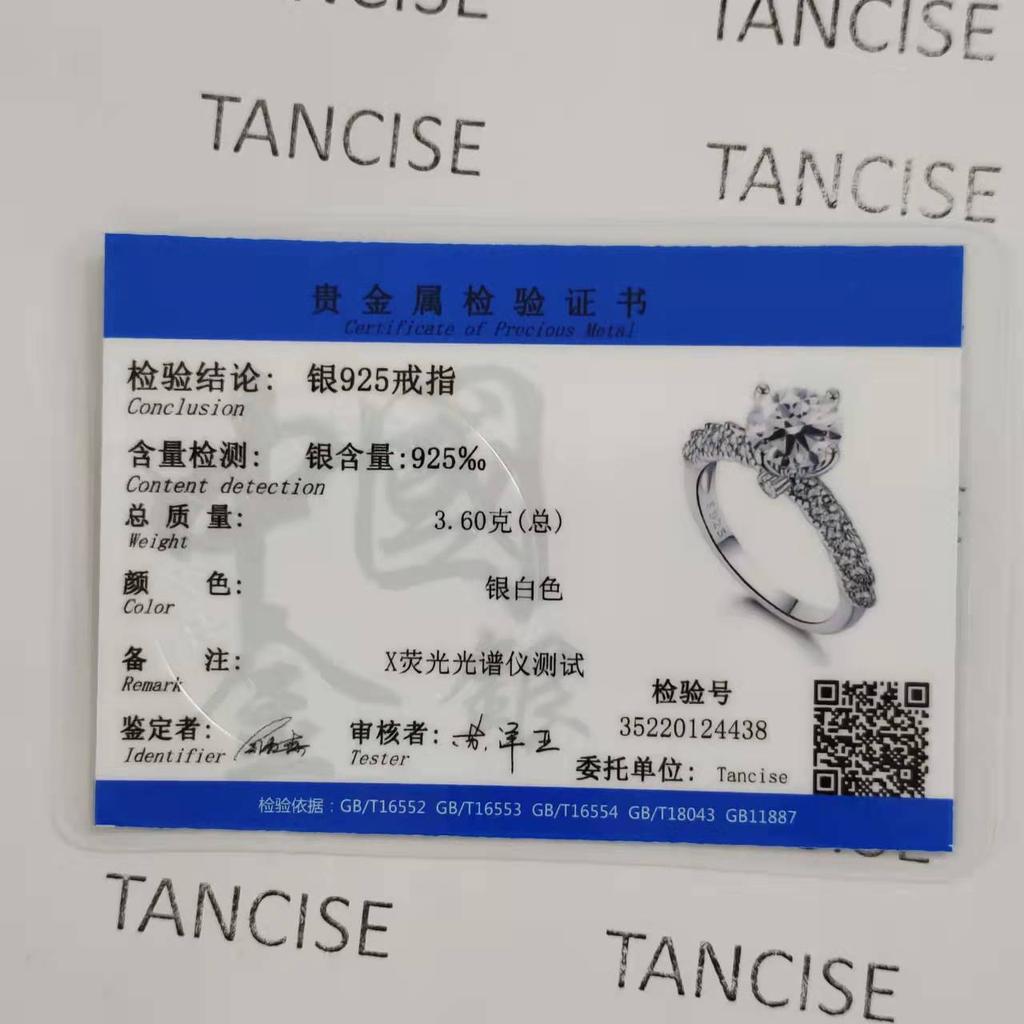 TANCISE
TANCISE
TANCISE
贵金属检验证书
Certificate of Precious Metal
检验结论: 银925戒指
Conclusion
含量检测: 银含量:925‰
Content detection
总 质 量: 3.60克(总)
Weight
颜 色: 银白色
Color
备 注: X荧光光谱仪测试
Remark
鉴定者:
Identifier
审核者:
Tester
检验号
35220124438
委托单位: Tancise
检验依据：GB/T16552 GB/T16553 GB/T16554 GB/T18043 GB11887
中國
金銀
TANCISE
TANCISE